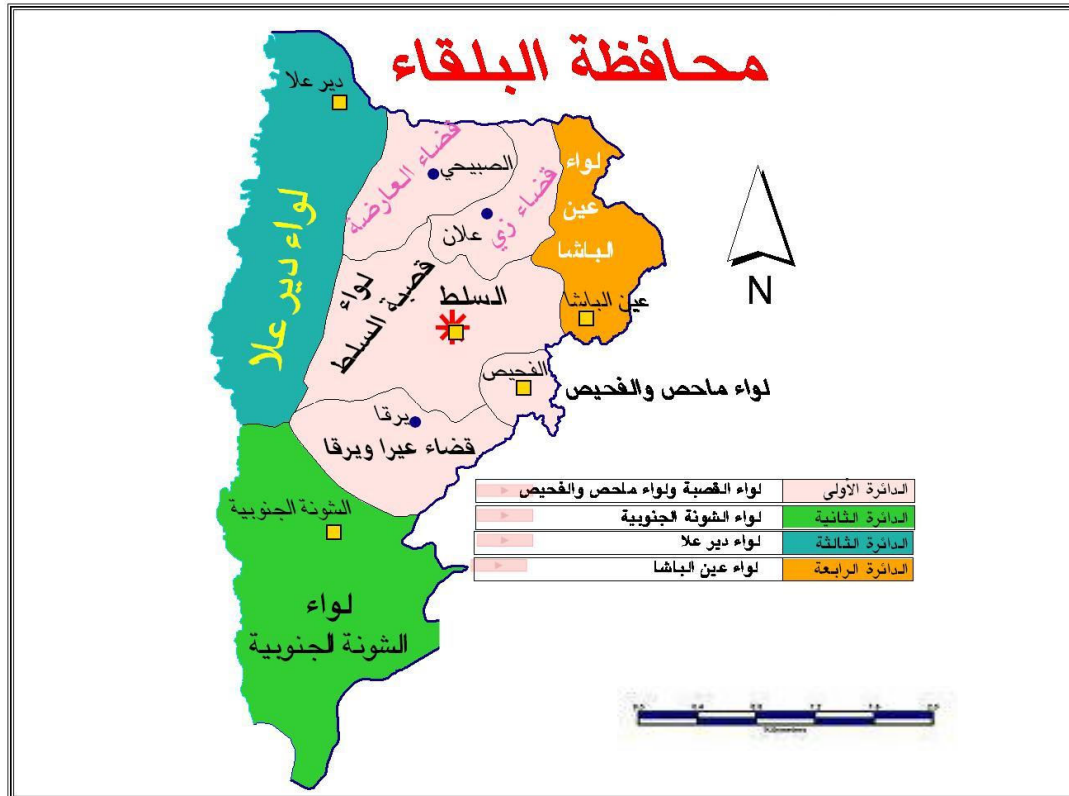 محافظة البلقاء
دير علا
قضاء العارضة
الصبيحي
قضاء زي
علان
لواء
عين
الباشا
عين الباشا
لواء دير علا
لواء
قصبة السلط
السلط
الفحيص
لواء ماحص والفحيص
يرقا
قضاء عيرا ويرقا
الشونة الجنوبية
لواء
الشونة الجنوبية
N
الدائرة الأولى لواء القصبة ولواء ماحص والفحيص
الدائرة الثانية لواء الشونة الجنوبية
الدائرة الثالثة لواء دير علا
الدائرة الرابعة لواء عين الباشا
Kilometers